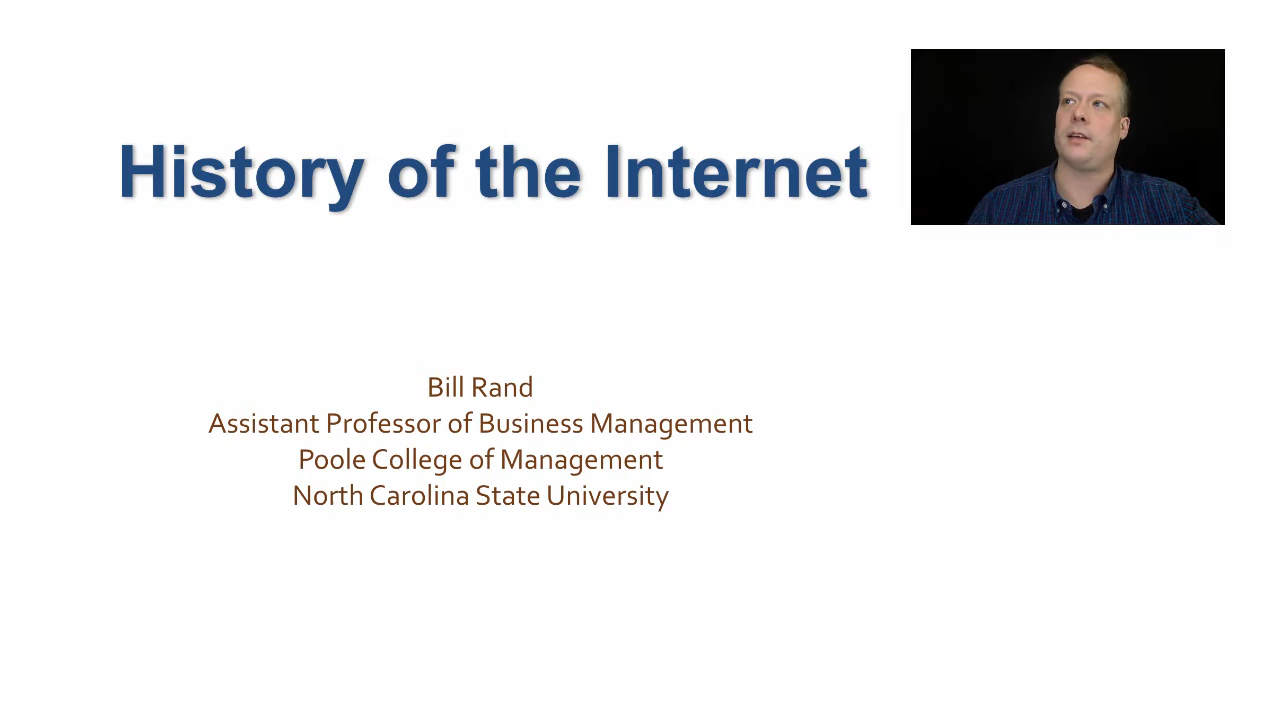 History of the Internet
Bill Rand
Assistant Professor of Business Management
Poole College of Management
North Carolina State University